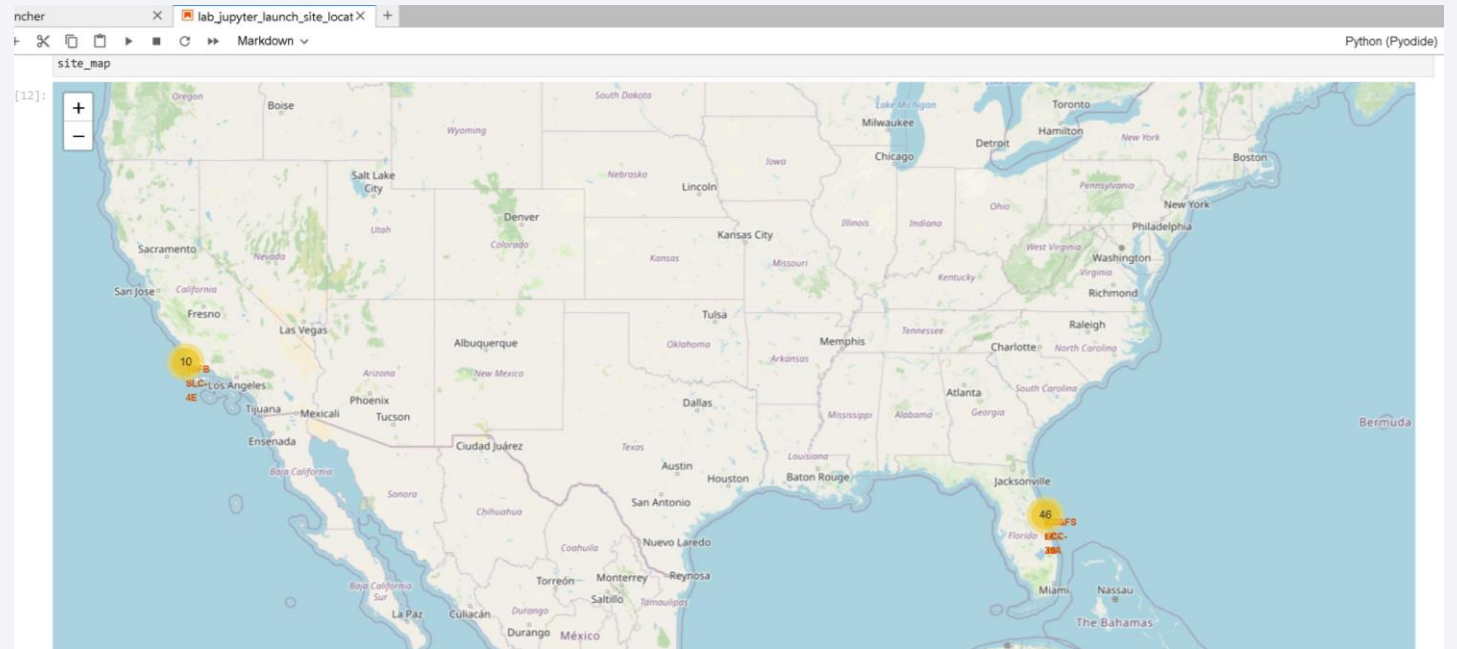 ncher
lab_jupyter_launch_site_locat
Markdown
Python (Pyodide)
site_map
[12]:
+
−
Oregon
Boise
South Dakota
Lake Michigan
Milwaukee
Toronto
Hamilton
New York
Wyoming
Detroit
Chicago
Boston
Iowa
Salt Lake
City
Nebraska
Lincoln
Pennsylvania
New York
Denver
Ohio
Utah
Colorado
Kansas City
Illinois
Indiana
Philadelphia
Sacramento
Nevada
Kansas
Missouri
West Virginia
Washington
Virginia
Kentucky
San Jose
California
Richmond
Fresno
Las Vegas
Tulsa
Raleigh
Albuquerque
Oklahoma
Memphis
Tennessee
Charlotte
North Carolina
Arkansas
10
Arizona
New Mexico
SLC-
4E
Los Angeles
South Carolina
Atlanta
Phoenix
Dallas
Tijuana
Mexicali
Tucson
Mississippi
Alabama
Georgia
Bermuda
Ensenada
Ciudad Juárez
Texas
Louisiana
Baja California
Austin
Houston
Baton Rouge
Jacksonville
Sonora
San Antonio
Chihuahua
46
Florida
Nuevo Laredo
Coahuila
Torreón
Monterrey
Reynosa
Baja California
Sur
Saltillo
Tamaulipas
Miami
Nassau
La Paz
Culiacán
Durango
The Bahamas
Durango
México